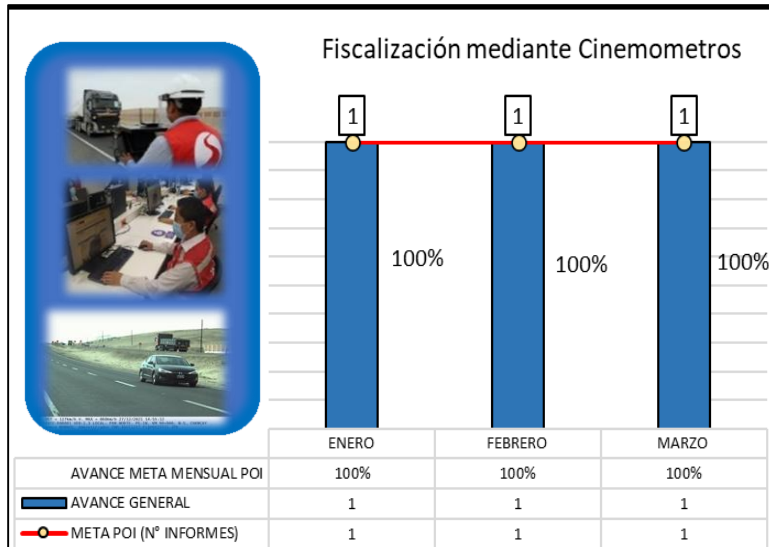 Fiscalización mediante Cinemometros
1 1 1
100% 100% 100%
ENERO FEBRERO MARZO
AVANCE META MENSUAL POI 100% 100% 100%
AVANCE GENERAL 1 1 1
META POI (N° INFORMES) 1 1 1